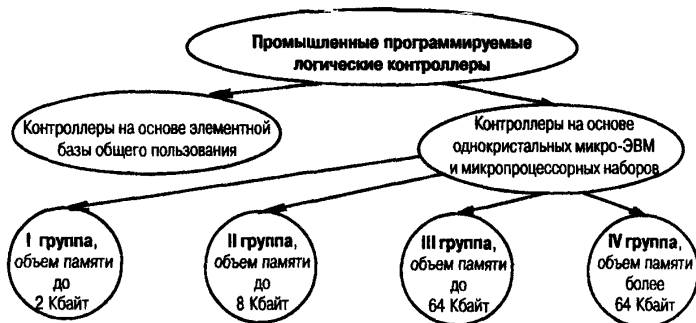 Промышленные программируемые
логические контроллеры
Контроллеры на основе элементной
базы общего пользования
Контроллеры на основе
однокристальных микро-ЭВМ
и микропроцессорных наборов
I группа,
объем памяти
до
2 Кбайт
II группа,
объем памяти
до
8 Кбайт
III группа,
объем памяти
до
64 Кбайт
IV группа,
объем памяти
более
64 Кбайт